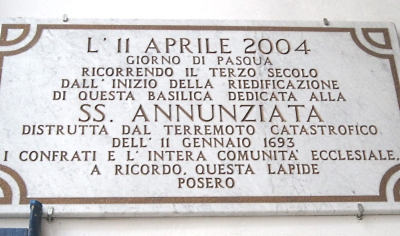 L'11 APRILE 2004
GIORNO DI PASQUA
RICORRENDO IL TERZO SECOLO
DALL'INIZIO DELLA RIEDIFICAZIONE
DI QUESTA BASILICA DEDICATA ALLA
SS. ANNUNZIATA
DISTRUTTA DAL TERREMOTO CATASTROFICO
DELL'11 GENNAIO 1693
I CONFRATI E L'INTERA COMUNITÀ ECCLESIALE
A RICORDO, QUESTA LAPIDE
POSERO